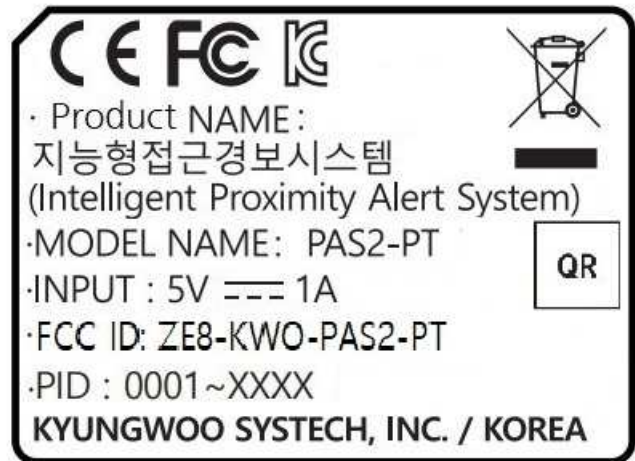 CE FC KC
· Product NAME:
지능형접근경보시스템
(Intelligent Proximity Alert System)
·MODEL NAME: PAS2-PT
QR
·INPUT : 5V ⎓ 1A
·FCC ID: ZE8-KWO-PAS2-PT
·PID : 0001~XXXX
KYUNGWOO SYSTECH, INC. / KOREA